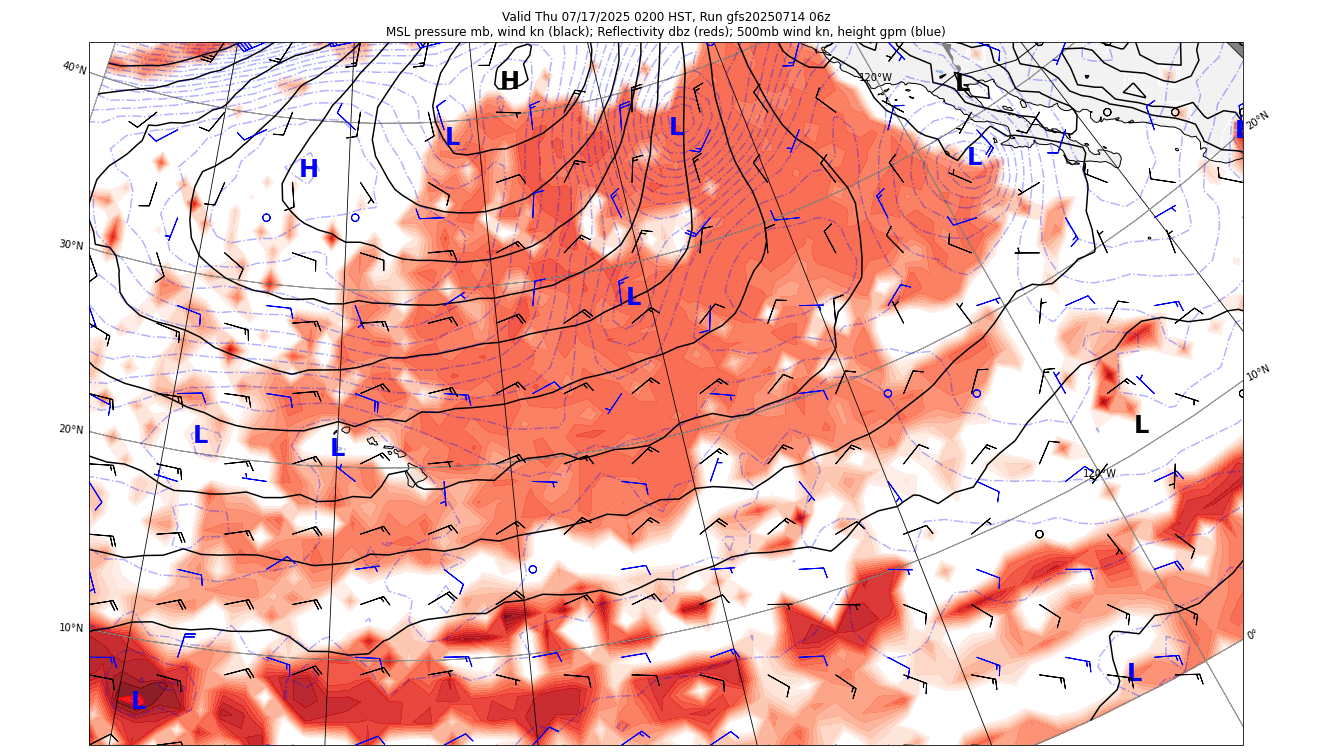 Valid Thu 07/17/2025 0200 HST, Run gfs20250714 06z
MSL pressure mb, wind kn (black); Reflectivity dbz (reds); 500mb wind kn, height gpm (blue)
40°N
H
120°W
L
20°N
L
L
L
L
H
30°N
L
10°N
L
20°N
L
L
120°W
10°N
0°
L
L